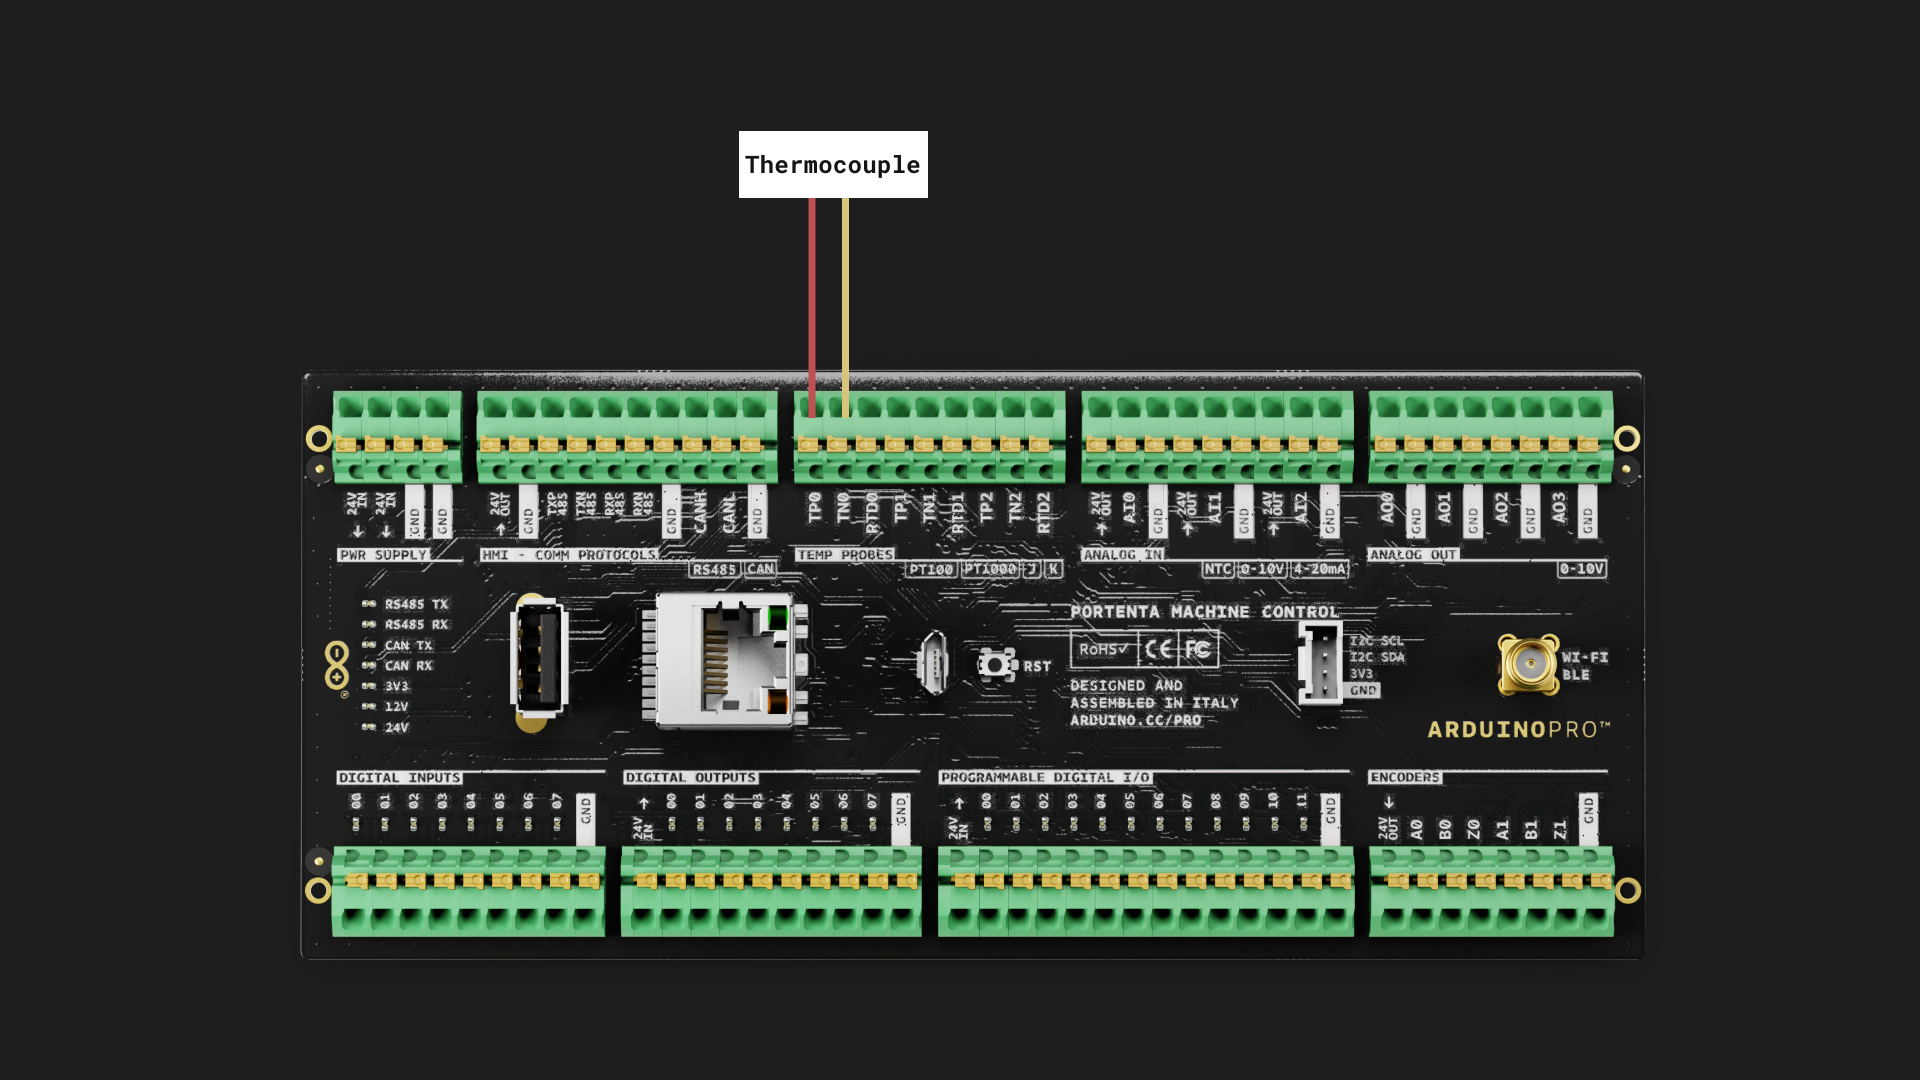 Thermocouple
24V IN
24V IN
GND
GND
24V OUT
GND
TXP 485
TXN 485
RXP 485
RXN 485
GND
CANH
CANL
GND
TP0
TN0
RTD0
TP1
TN1
RTD1
TP2
TN2
RTD2
24V OUT
AI0
GND
24V OUT
AI1
GND
24V OUT
AI2
GND
AO0
GND
AO1
GND
AO2
GND
AO3
GND
PWR SUPPLY
HMI - COMM PROTOCOLS
TEMP PROBES
ANALOG IN
ANALOG OUT
RS485 CAN
PT100 PT1000 J K
NTC 0-10V 4-20mA
0-10V
RS485 TX
RS485 RX
CAN TX
CAN RX
3V3
12V
24V
RST
PORTENTA MACHINE CONTROL
RoHS✓ CE FC
DESIGNED AND
ASSEMBLED IN ITALY
ARDUINO.CC/PRO
I2C SCL
I2C SDA
3V3
GND
WI-FI
BLE
ARDUINOPRO™
DIGITAL INPUTS
DIGITAL OUTPUTS
PROGRAMMABLE DIGITAL I/O
ENCODERS
00
01
02
03
04
05
06
07
GND
24V IN
00
01
02
03
04
05
06
07
GND
24V IN
00
01
02
03
04
05
06
07
08
09
10
11
GND
24V OUT
A0
B0
Z0
A1
B1
Z1
GND